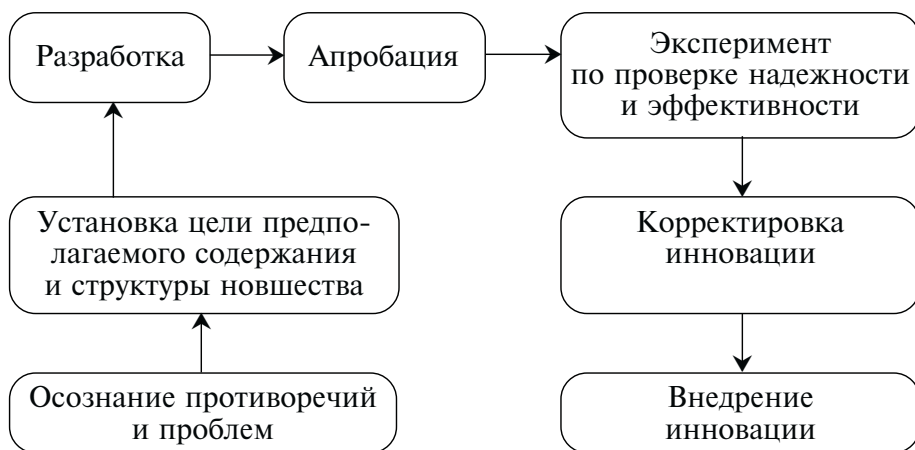 Разработка
Апробация
Эксперимент
по проверке надежности
и эффективности
Установка цели предпо-
лагаемого содержания
и структуры новшества
Корректировка
инновации
Осознание противоречий
и проблем
Внедрение
инновации